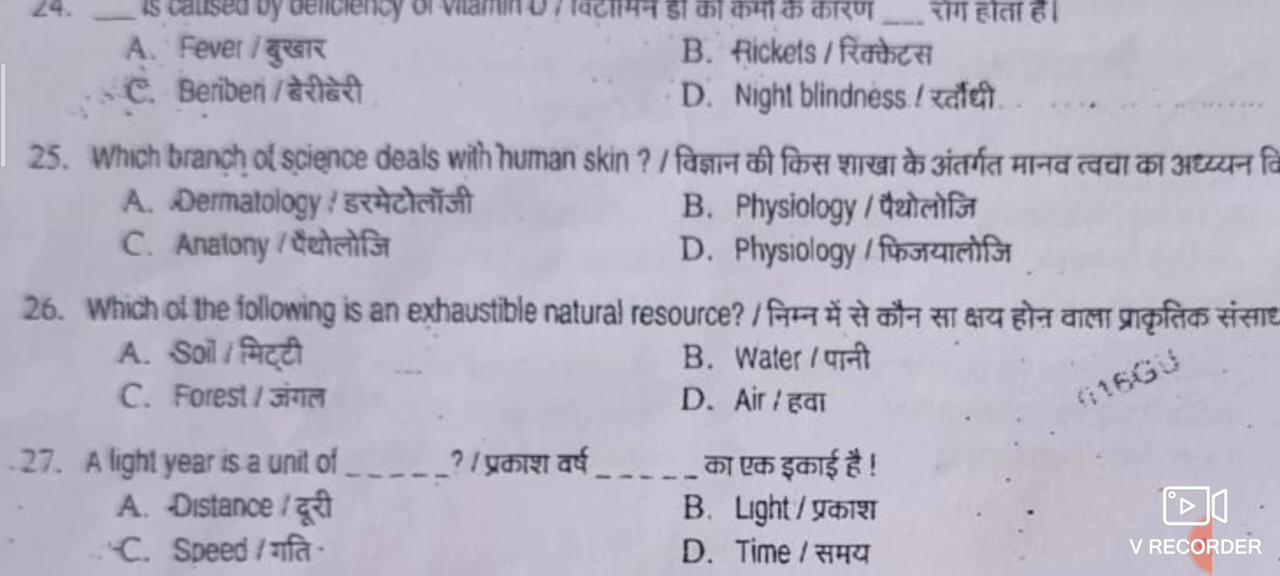 24. ___ is caused by deficiency of vitamin D / विटामिन डी की कमी के कारण ___ रोग होता है।
A. Fever / बुखार B. Rickets / रिक्केटस
C. Beriberi / बेरीबेरी D. Night blindness / रतौंधी
25. Which branch of science deals with human skin ? / विज्ञान की किस शाखा के अंतर्गत मानव त्वचा का अध्ययन
A. Dermatology / डरमेटोलॉजी B. Physiology / पैथोलोजि
C. Anatony / पैथोलोजि D. Physiology / फिजयालोजि
26. Which of the following is an exhaustible natural resource? / निम्न में से कौन सा क्षय होन वाला प्राकृतिक
A. Soil / मिट्टी B. Water / पानी
C. Forest / जंगल D. Air / हवा
27. A light year is a unit of _ _ _ _ _ ? / प्रकाश वर्ष _ _ _ _ _ का एक इकाई है !
A. Distance / दूरी B. Light / प्रकाश
C. Speed / गति D. Time / समय
V RECORDER